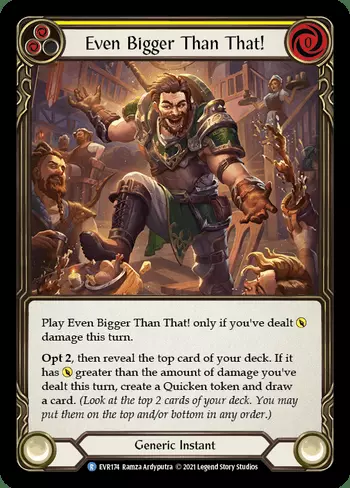 Even Bigger Than That!
0
Play Even Bigger Than That! only if you've dealt
damage this turn.
Opt 2, then reveal the top card of your deck. If it
has greater than the amount of damage you've
dealt this turn, create a Quicken token and draw
a card. (Look at the top 2 cards of your deck. You may
put them on the top and/or bottom in any order.)
Generic Instant
R EVR174 Ramza Ardyputra © 2021 Legend Story Studios